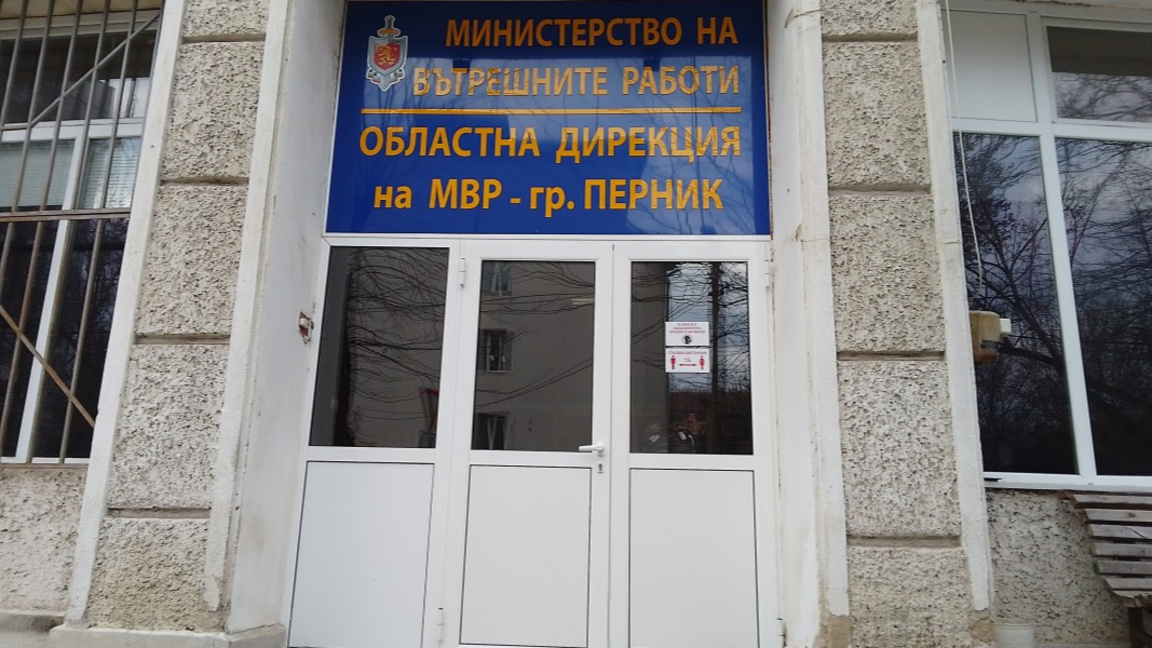 МИНИСТЕРСТВО НА
ВЪТРЕШНИТЕ РАБОТИ
ОБЛАСТНА ДИРЕКЦИЯ
на МВР - гр. ПЕРНИК